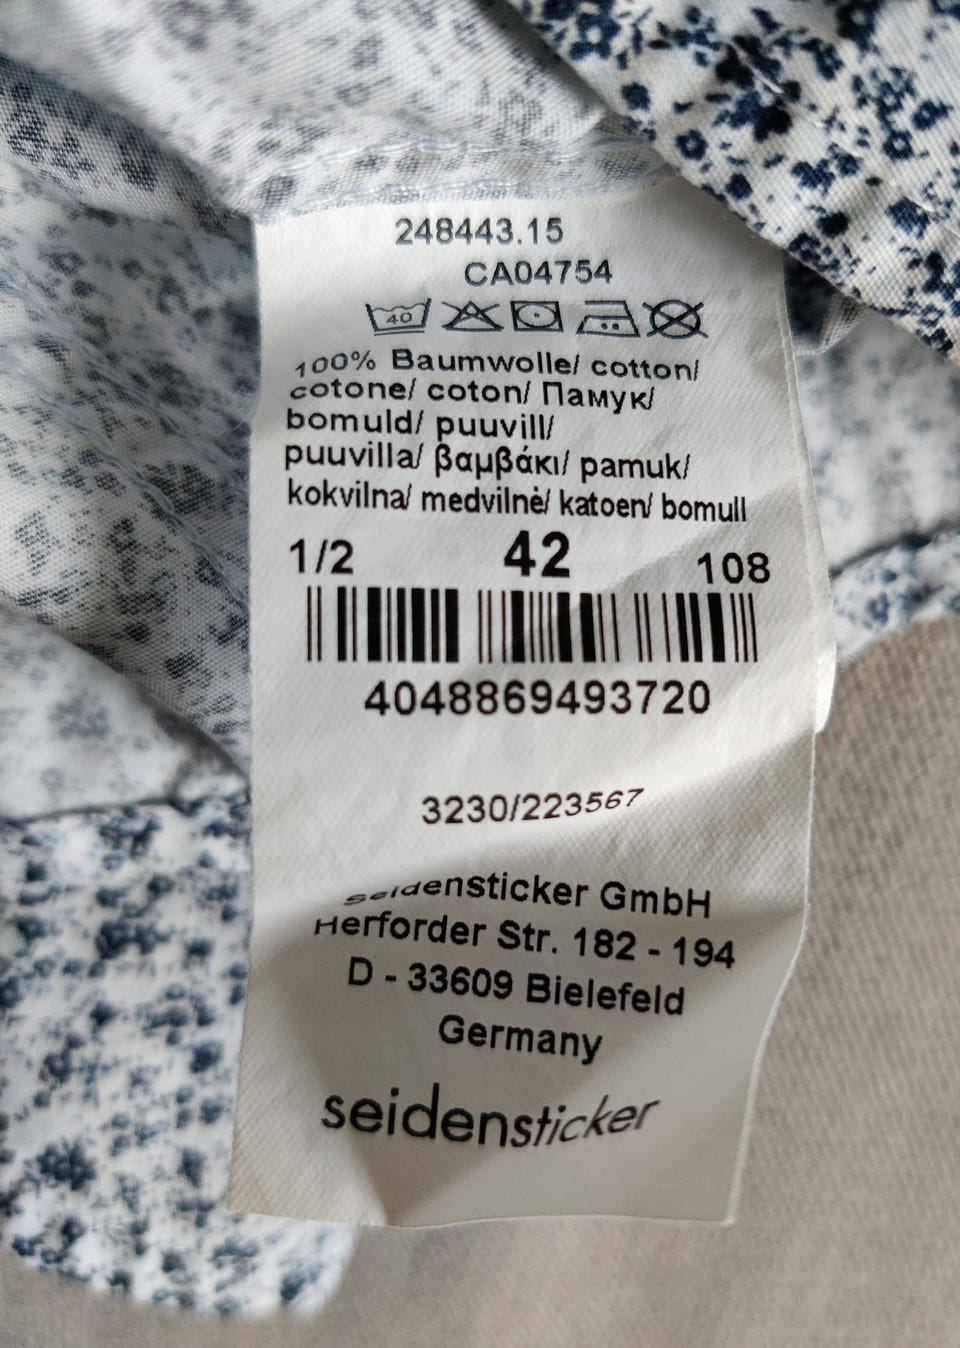 248443.15
CA04754
40
100% Baumwolle/ cotton/
cotone/ coton/ Памук/
bomuld/ puuvill/
puuvilla/ βαμβάκι/ pamuk/
kokvilna/ medvilnė/ katoen/ bomull
1/2 42 108
4048869493720
3230/223567
seidensticker GmbH
Herforder Str. 182 - 194
D - 33609 Bielefeld
Germany
seidensticker